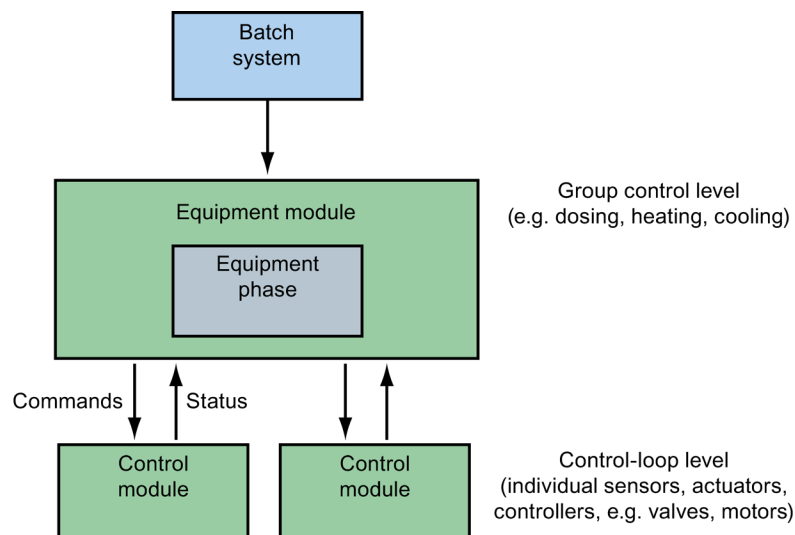 Batch
system
Equipment module
Group control level
(e.g. dosing, heating, cooling)
Equipment
phase
Commands
Status
Control
module
Control
module
Control-loop level
(individual sensors, actuators,
controllers, e.g. valves, motors)